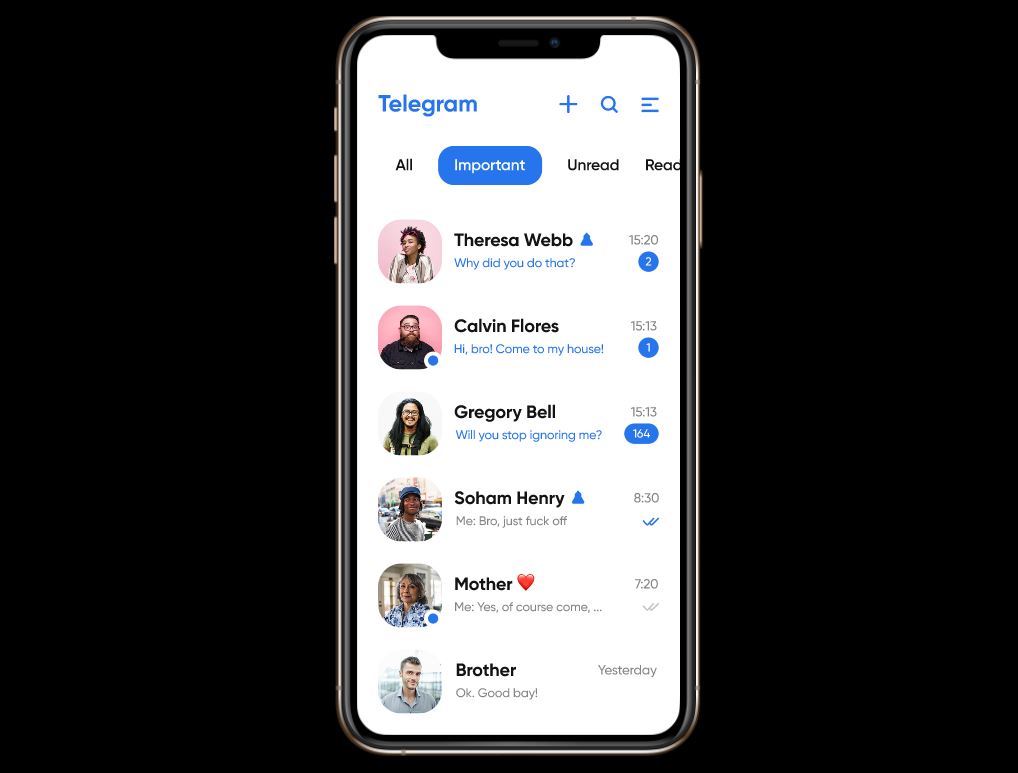 Telegram
All Important Unread Read
Theresa Webb 15:20
Why did you do that? 2
Calvin Flores 15:13
Hi, bro! Come to my house! 1
Gregory Bell 15:13
Will you stop ignoring me? 164
Soham Henry 8:30
Me: Bro, just fuck off
Mother ❤️ 7:20
Me: Yes, of course come, ...
Brother Yesterday
Ok. Good bay!